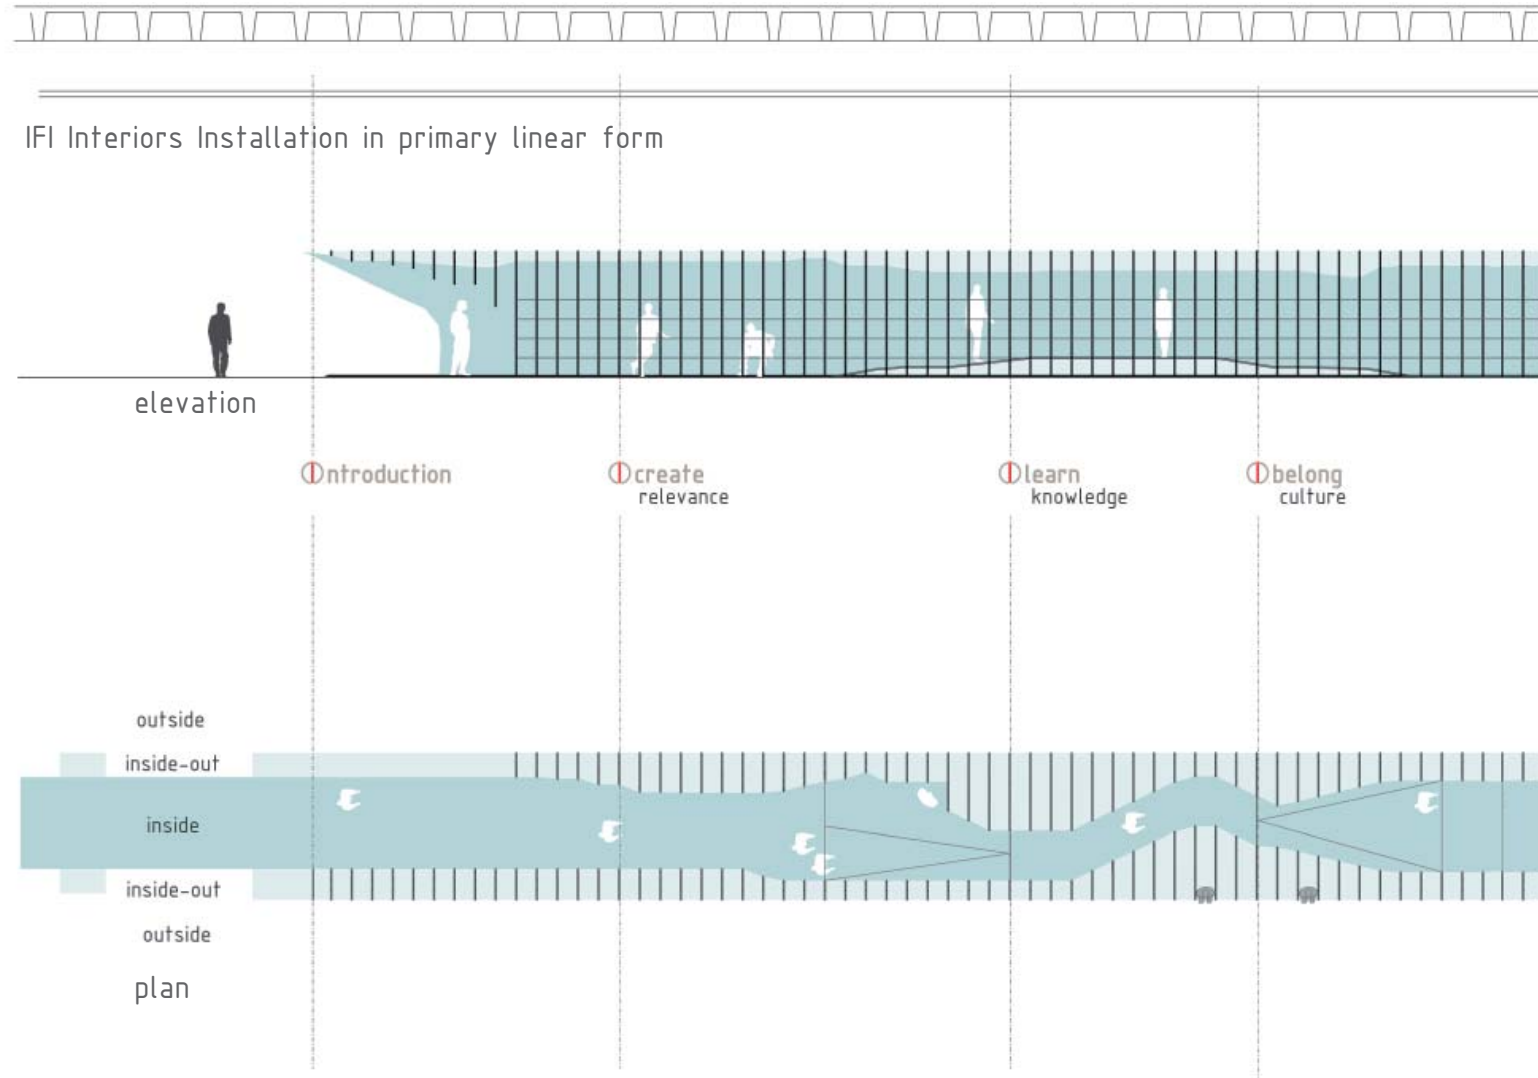 IFI Interiors Installation in primary linear form
elevation
Introduction
create
relevance
learn
knowledge
belong
culture
outside
inside-out
inside
inside-out
outside
plan